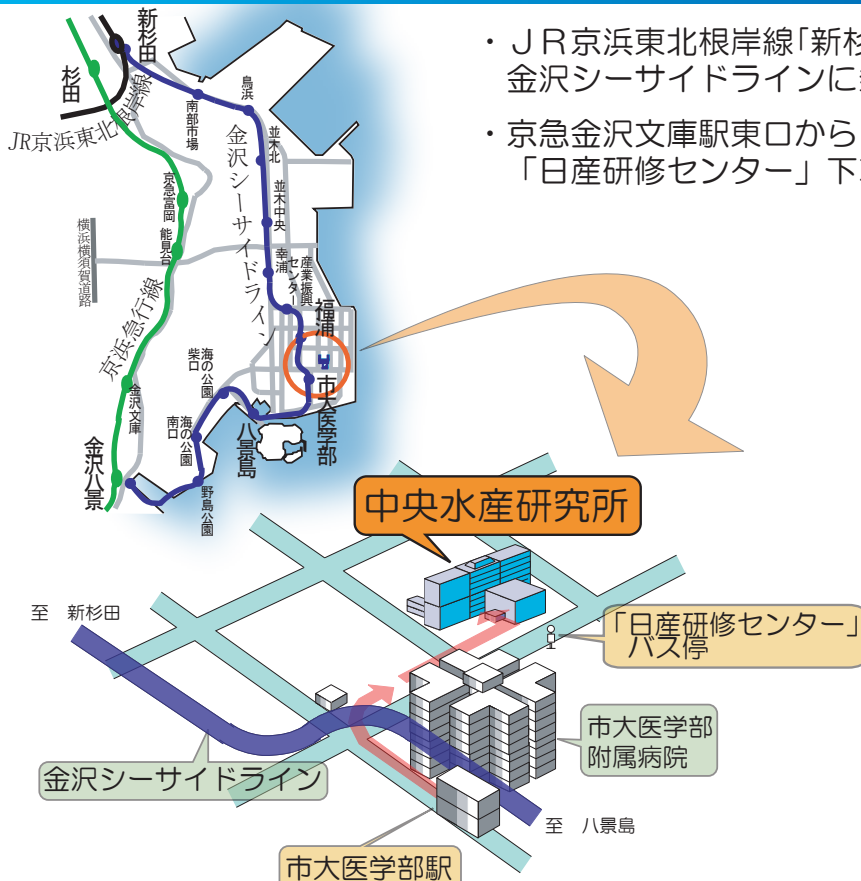 ・ＪＲ京浜東北根岸線「新杉
金沢シーサイドラインに
・京急金沢文庫駅東口から
「日産研修センター」下
新杉田
杉田
JR京浜東北根岸線
南部市場
鳥浜
並木北
金沢シーサイドライン
並木中央
京急富岡
能見台
横浜横須賀道路
幸浦
産業振興
センター
福浦
京浜急行線
海の公園
柴口
市大医学部
金沢文庫
海の公園
南口
八景島
金沢八景
野島公園
中央水産研究所
至　新杉田
「日産研修センター」
バス停
市大医学部
附属病院
金沢シーサイドライン
至　八景島
市大医学部駅